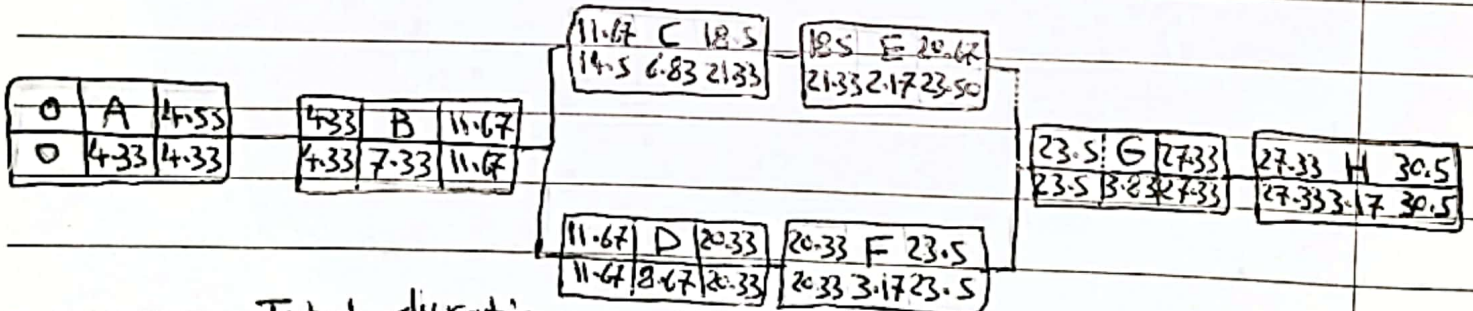 11.67 C 18.5
14.5 6.83 21.33
18.5 E 20.67
21.33 2.17 23.50
0 A 4.33
0 4.33 4.33
4.33 B 11.67
4.33 7.33 11.67
23.5 G 27.33
23.5 3.83 27.33
27.33 H 30.5
27.33 3.17 30.5
11.67 D 20.33
11.67 8.67 20.33
20.33 F 23.5
20.33 3.17 23.5